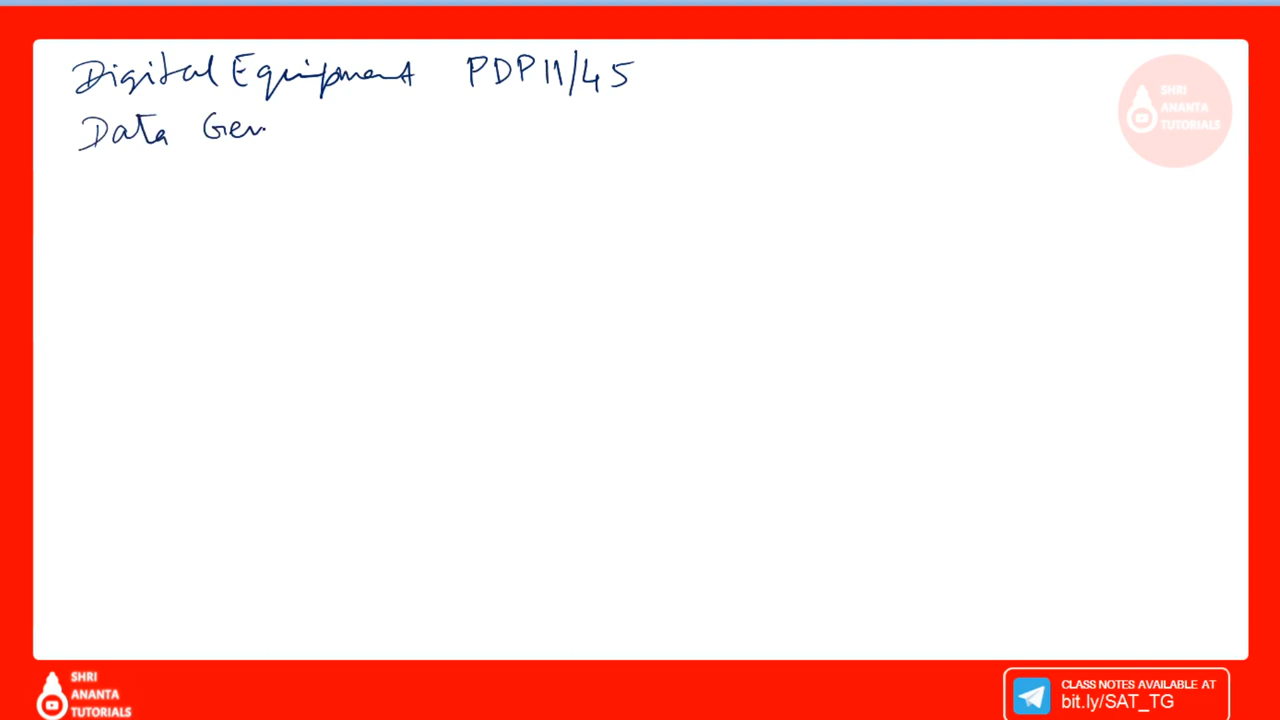 Digital Equipment PDP11/45
Data Gen
SHRI
ANANTA
TUTORIALS
SHRI
ANANTA
TUTORIALS
CLASS NOTES AVAILABLE AT
bit.ly/SAT_TG